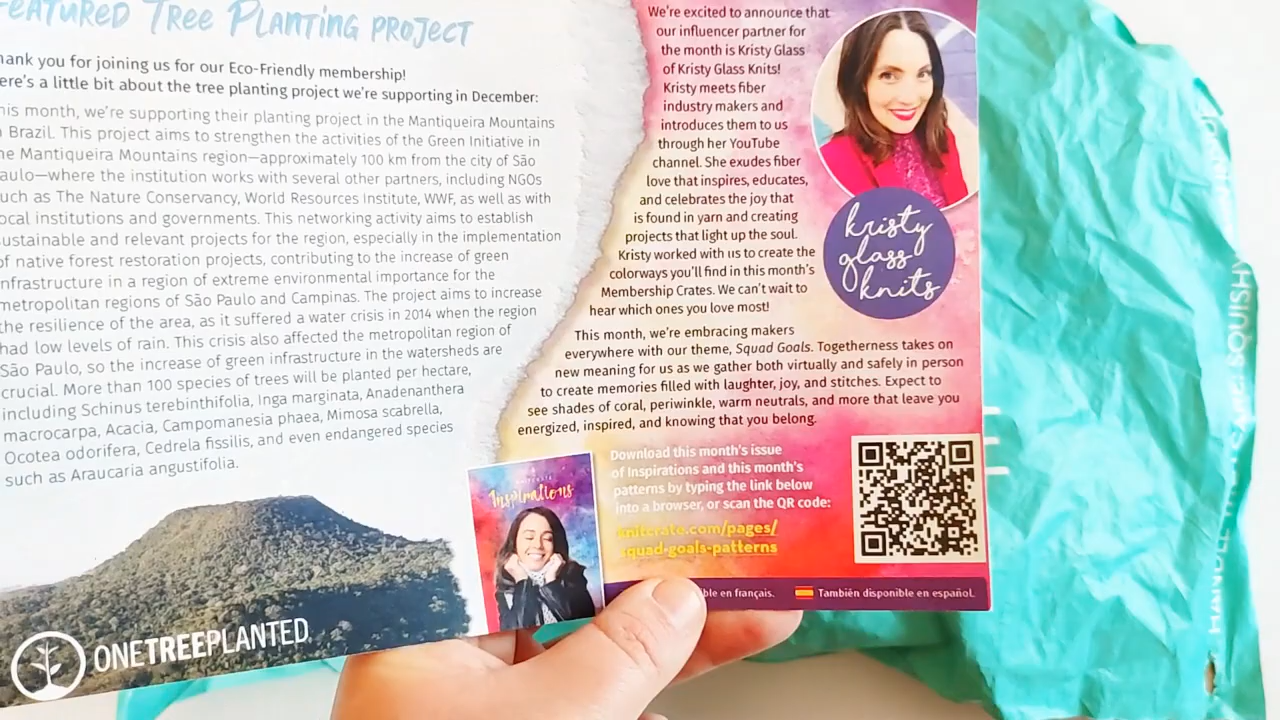 FEATURED TREE PLANTING PROJECT
hank you for joining us for our Eco-Friendly membership!
ere's a little bit about the tree planting project we're supporting in December:
his month, we're supporting their planting project in the Mantiqueira Mountains
n Brazil. This project aims to strengthen the activities of the Green Initiative in
he Mantiqueira Mountains region—approximately 100 km from the city of São
aulo—where the institution works with several other partners, including NGOs
uch as The Nature Conservancy, World Resources Institute, WWF, as well as with
ocal institutions and governments. This networking activity aims to establish
sustainable and relevant projects for the region, especially in the implementation
of native forest restoration projects, contributing to the increase of green
infrastructure in a region of extreme environmental importance for the
metropolitan regions of São Paulo and Campinas. The project aims to increase
the resilience of the area, as it suffered a water crisis in 2014 when the region
had low levels of rain. This crisis also affected the metropolitan region of
São Paulo, so the increase of green infrastructure in the watersheds are
crucial. More than 100 species of trees will be planted per hectare,
including Schinus terebinthifolia, Inga marginata, Anadenanthera
macrocarpa, Acacia, Campomanesia phaea, Mimosa scabrella,
Ocotea odorifera, Cedrela fissilis, and even endangered species
such as Araucaria angustifolia.
ONETREEPLANTED
We're excited to announce that
our influencer partner for
the month is Kristy Glass
of Kristy Glass Knits!
Kristy meets fiber
industry makers and
introduces them to us
through her YouTube
channel. She exudes fiber
love that inspires, educates,
and celebrates the joy that
is found in yarn and creating
projects that light up the soul.
Kristy worked with us to create the
colorways you'll find in this month's
Membership Crates. We can't wait to
hear which ones you love most!
kristy
glass
knits
This month, we're embracing makers
everywhere with our theme, Squad Goals. Togetherness takes on
new meaning for us as we gather both virtually and safely in person
to create memories filled with laughter, joy, and stitches. Expect to
see shades of coral, periwinkle, warm neutrals, and more that leave you
energized, inspired, and knowing that you belong.
Inspirations
Download this month's issue
of Inspirations and this month's
patterns by typing the link below
into a browser, or scan the QR code:
knitcrate.com/pages/
squad-goals-patterns
ble en français.
También disponible en español.
SQUISHY